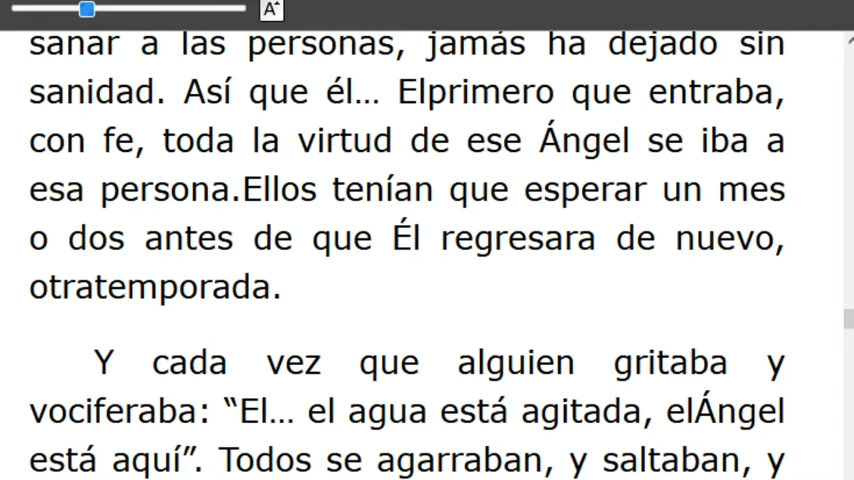 A
sanar a las personas, jamás ha dejado sin
sanidad. Así que él... Elprimero que entraba,
con fe, toda la virtud de ese Ángel se iba a
esa persona.Ellos tenían que esperar un mes
o dos antes de que Él regresara de nuevo,
otratemporada.
Y cada vez que alguien gritaba y
vociferaba: “El... el agua está agitada, elÁngel
está aquí”. Todos se agarraban, y saltaban, y